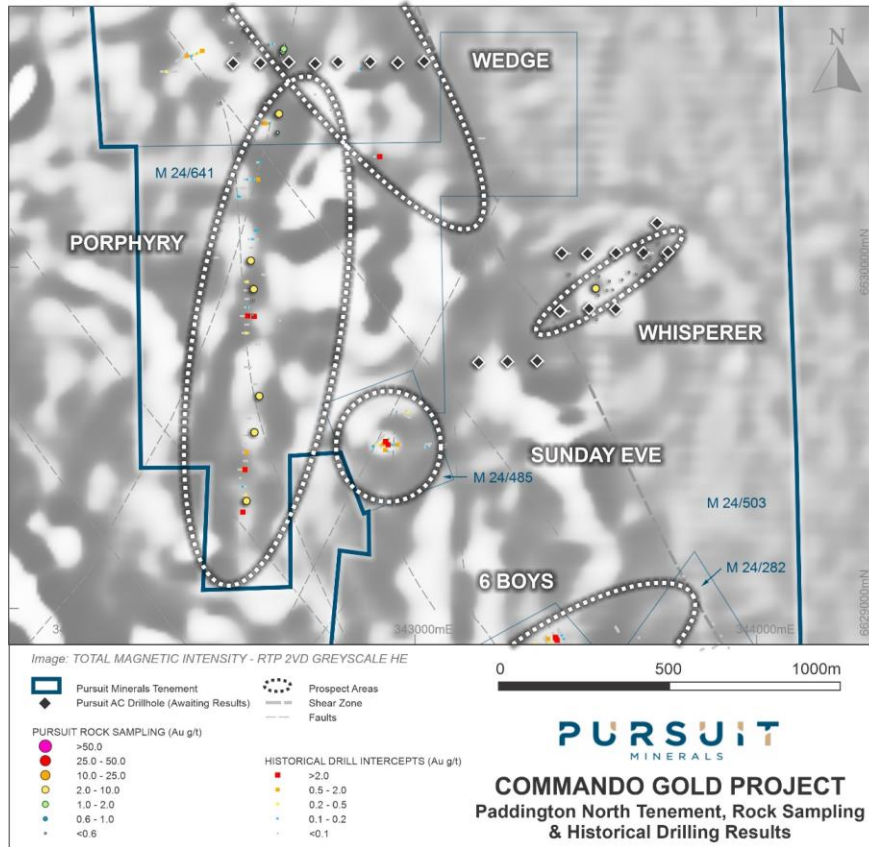 WEDGE
N
M 24/641
PORPHYRY
6630000mN
WHISPERER
SUNDAY EVE
M 24/485
M 24/503
6 BOYS
M 24/282
6629000mN
343000mE
344000mE
Image: TOTAL MAGNETIC INTENSITY - RTP 2VD GREYSCALE HE
Pursuit Minerals Tenement
Pursuit AC Drillhole (Awaiting Results)
Prospect Areas
Shear Zone
Faults
PURSUIT ROCK SAMPLING (Au g/t)
>50.0
25.0 - 50.0
10.0 - 25.0
2.0 - 10.0
1.0 - 2.0
0.6 - 1.0
<0.6
HISTORICAL DRILL INTERCEPTS (Au g/t)
>2.0
0.5 - 2.0
0.2 - 0.5
0.1 - 0.2
<0.1
0 500 1000m
PURSUIT
MINERALS
COMMANDO GOLD PROJECT
Paddington North Tenement, Rock Sampling
& Historical Drilling Results